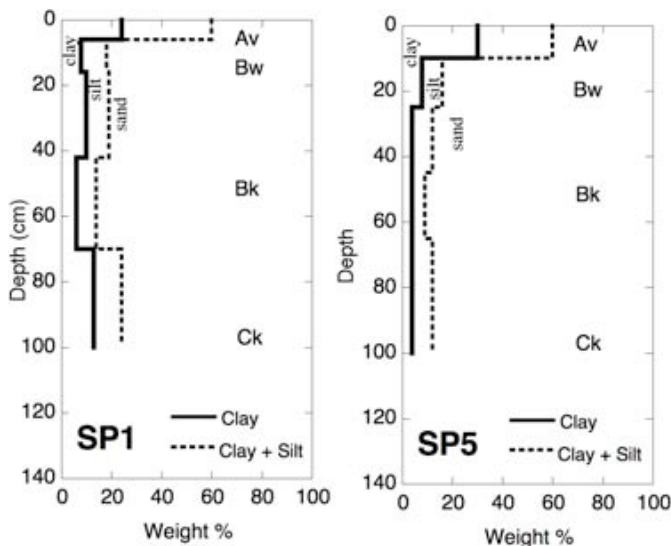 0
20
40
60
80
100
120
140
Depth (cm)
clay
silt
sand
Av
Bw
Bk
Ck
SP1
Clay
Clay + Silt
0 20 40 60 80 100
Weight %
0
20
40
60
80
100
120
140
Depth
clay
silt
sand
Av
Bw
Bk
Ck
SP5
Clay
Clay + Silt
0 20 40 60 80 100
Weight %